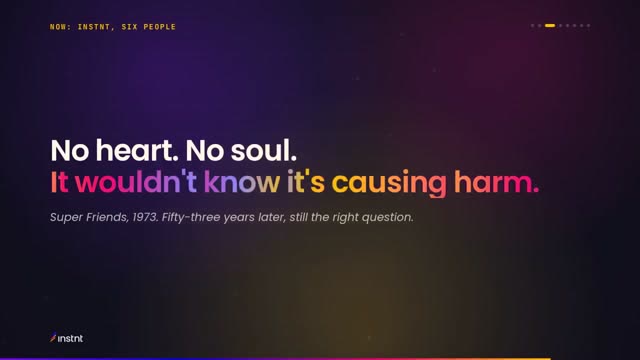 NOW: INSTNT, SIX PEOPLE
No heart. No soul.
It wouldn't know it's causing harm.
Super Friends, 1973. Fifty-three years later, still the right question.
instnt